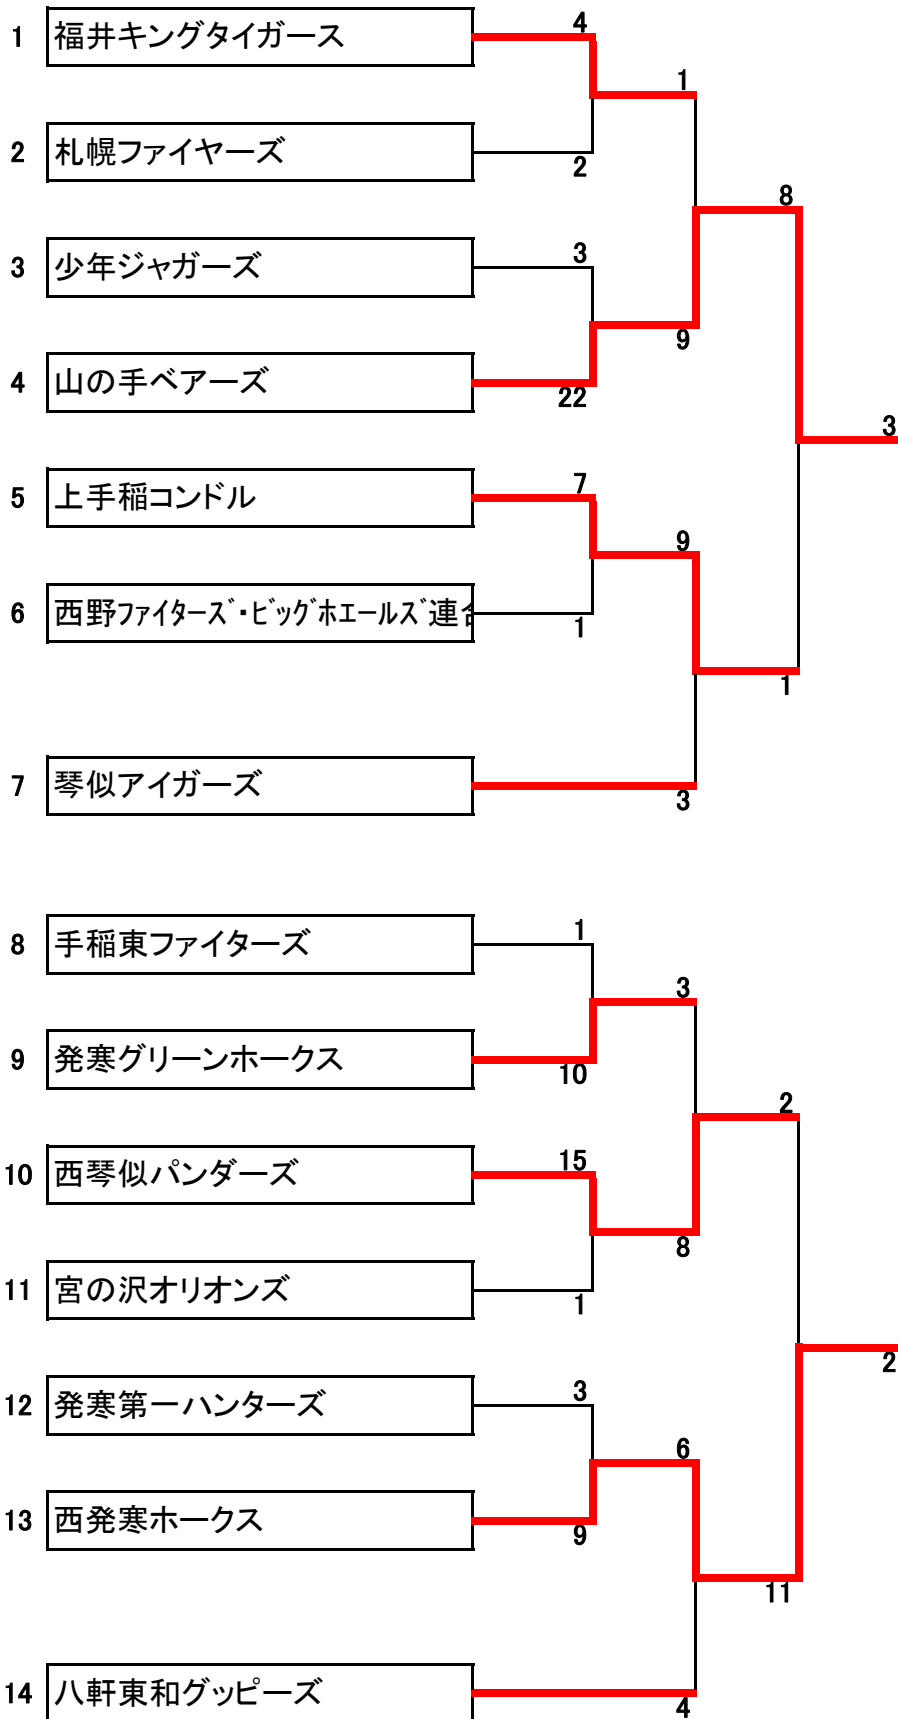 4
1 福井キングタイガース
1
2 札幌ファイヤーズ
2
8
3 少年ジャガーズ
3
9
4 山の手ベアーズ
22
3
5 上手稲コンドル
7
9
6 西野ﾌｧｲﾀｰｽﾞ・ﾋﾞｯｸﾞﾎｴｰﾙｽﾞ連合
1
1
7 琴似アイガーズ
3
8 手稲東ファイターズ
1
3
9 発寒グリーンホークス
10
2
10 西琴似パンダーズ
15
8
11 宮の沢オリオンズ
1
2
12 発寒第一ハンターズ
3
6
13 西発寒ホークス
9
11
14 八軒東和グッピーズ
4